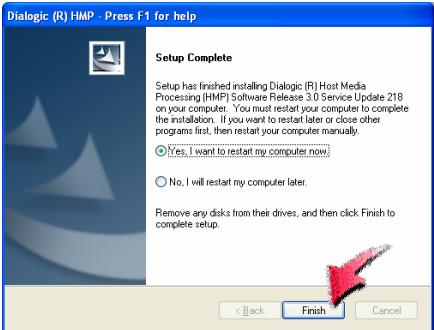 Dialogic (R) HMP - Press F1 for help
Setup Complete
Setup has finished installing Dialogic (R) Host Media
Processing (HMP) Software Release 3.0 Service Update 218
on your computer.  You must restart your computer to complete
the installation.  If you want to restart later or close other
programs first, then restart your computer manually.
Yes, I want to restart my computer now.
No, I will restart my computer later.
Remove any disks from their drives, and then click Finish to
complete setup.
< Back
Finish
Cancel